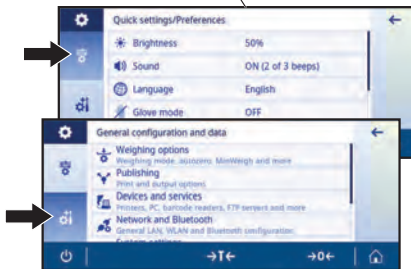 Quick settings/Preferences
Brightness 50%
Sound ON (2 of 3 beeps)
Language English
Glove mode OFF
General configuration and data
Weighing options
Weighing mode, autozero, MinWeigh and more
Publishing
Print and output options
Devices and services
Printers, PC, barcode readers, FTP servers and more
Network and Bluetooth
General LAN, WLAN and Bluetooth configuration
System settings
→T←
→0←